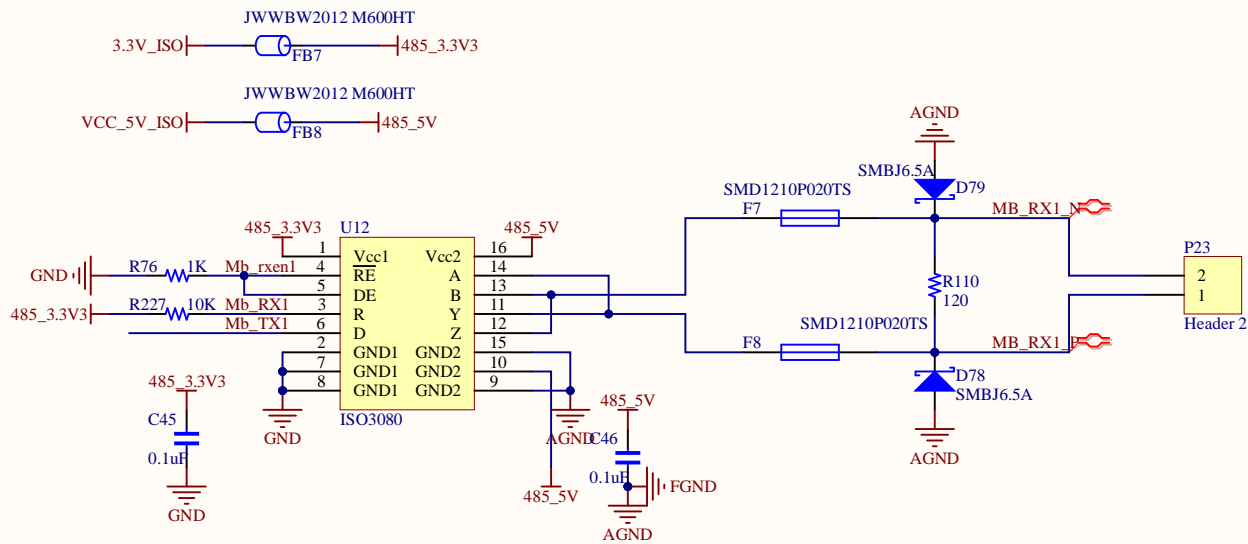 JWWBW2012 M600HT
3.3V_ISO
485_3.3V3
FB7
JWWBW2012 M600HT
VCC_5V_ISO
485_5V
FB8
AGND
SMBJ6.5A
D79
SMD1210P020TS
F7
MB_RX1_N
485_3.3V3
U12
485_5V
1 Vcc1 Vcc2 16
GND R76 1K Mb_rxen1 4 RE A 14
5 DE B 13
485_3.3V3 R227 10K Mb_RX1 3 R Y 11
Mb_TX1 6 D Z 12
2 GND1 GND2 15
7 GND1 GND2 10
8 GND1 GND2 9
ISO3080
GND
AGND
485_5V
R110
120
P23
2
1
Header 2
SMD1210P020TS
F8
MB_RX1_P
D78
SMBJ6.5A
AGND
485_3.3V3
C45
0.1uF
GND
485_5V
C46
0.1uF
FGND
AGND